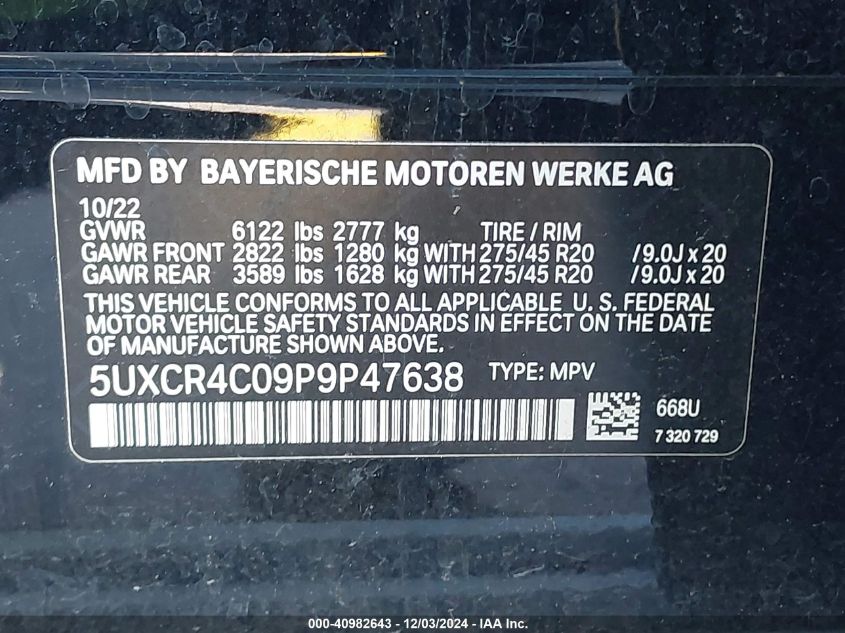 MFD BY BAYERISCHE MOTOREN WERKE AG
10/22
GVWR 6122 lbs 2777 kg TIRE / RIM
GAWR FRONT 2822 lbs 1280 kg WITH 275/45 R20 / 9.0J x 20
GAWR REAR 3589 lbs 1628 kg WITH 275/45 R20 / 9.0J x 20
THIS VEHICLE CONFORMS TO ALL APPLICABLE U. S. FEDERAL
MOTOR VEHICLE SAFETY STANDARDS IN EFFECT ON THE DATE
OF MANUFACTURE SHOWN ABOVE.
5UXCR4C09P9P47638 TYPE: MPV
668U
7 320 729
000-40982643 - 12/03/2024 - IAA Inc.